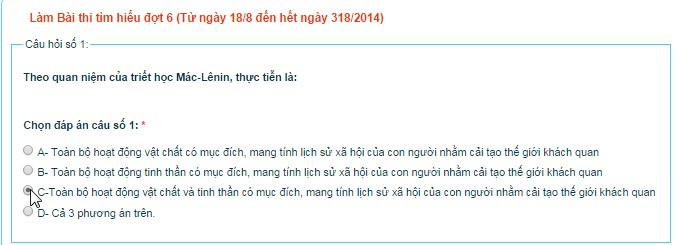 Làm Bài thi tìm hiểu đợt 6 (Từ ngày 18/8 đến hết ngày 318/2014)
Câu hỏi số 1:
Theo quan niệm của triết học Mác-Lênin, thực tiễn là:
Chọn đáp án câu số 1: *
A- Toàn bộ hoạt động vật chất có mục đích, mang tính lịch sử xã hội của con người nhằm cải tạo thế giới khách quan
B- Toàn bộ hoạt động tinh thần có mục đích, mang tính lịch sử xã hội của con người nhằm cải tạo thế giới khách quan
C-Toàn bộ hoạt động vật chất và tinh thần có mục đích, mang tính lịch sử xã hội của con người nhằm cải tạo thế giới khách quan
D- Cả 3 phương án trên.